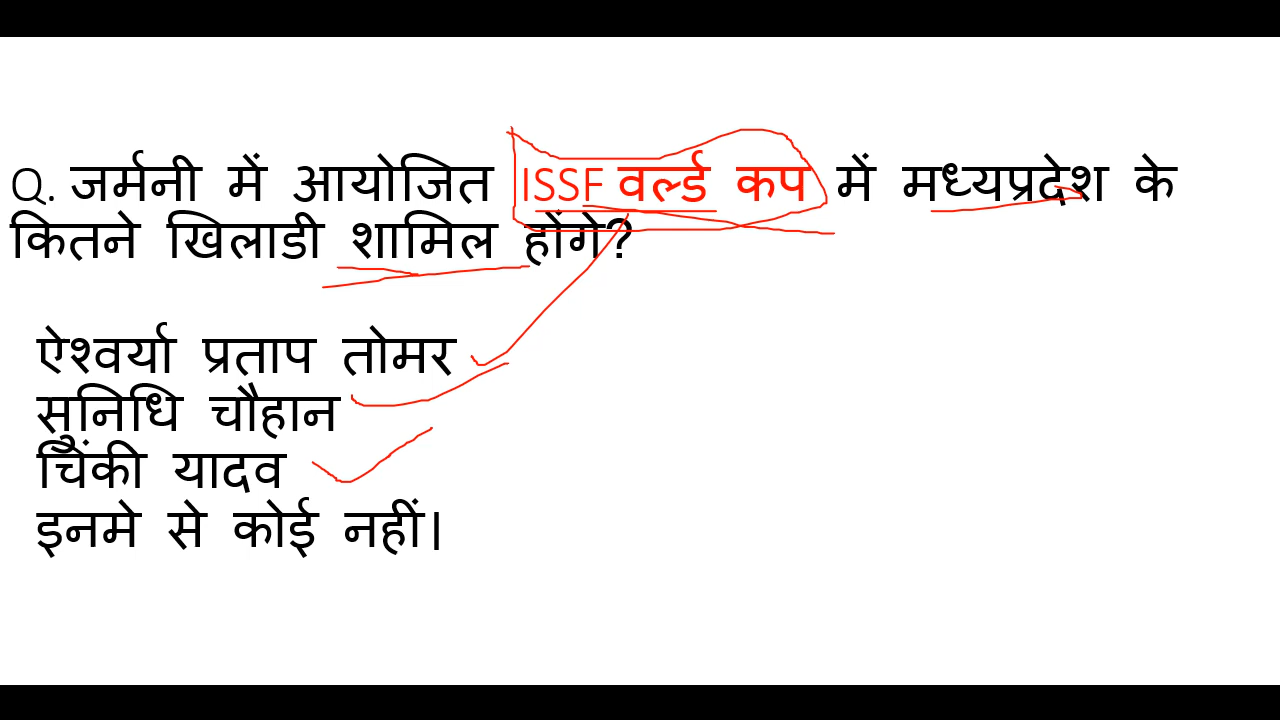 Q. जर्मनी में आयोजित ISSF वर्ल्ड कप में मध्यप्रदेश के
कितने खिलाडी शामिल होंगे?
ऐश्वर्या प्रताप तोमर
सुनिधि चौहान
चिंकी यादव
इनमे से कोई नहीं।